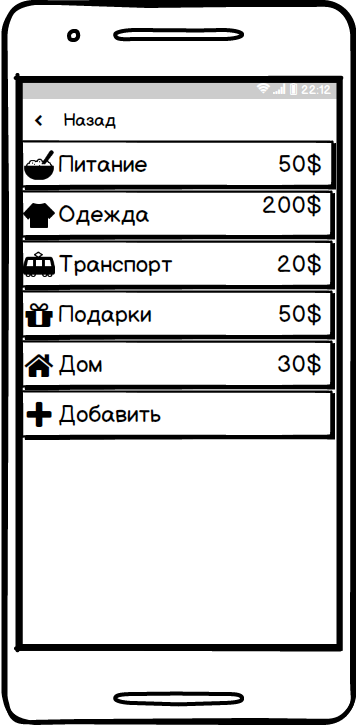 22:12
Назад
Питание 50$
Одежда 200$
Транспорт 20$
Подарки 50$
Дом 30$
Добавить